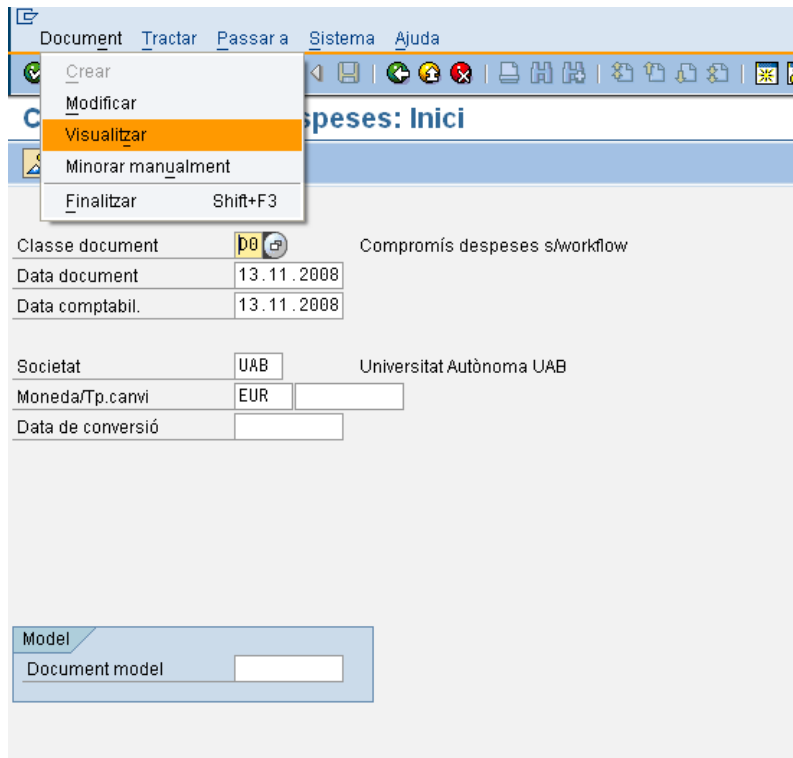 Document Tractar Passar a Sistema Ajuda
Crear
Modificar
Visualitzar
Minorar manualment
Finalitzar Shift+F3
C speses: Inici
Classe document D0 Compromís despeses s/workflow
Data document 13.11.2008
Data comptabil. 13.11.2008
Societat UAB Universitat Autònoma UAB
Moneda/Tp.canvi EUR
Data de conversió
Model
Document model